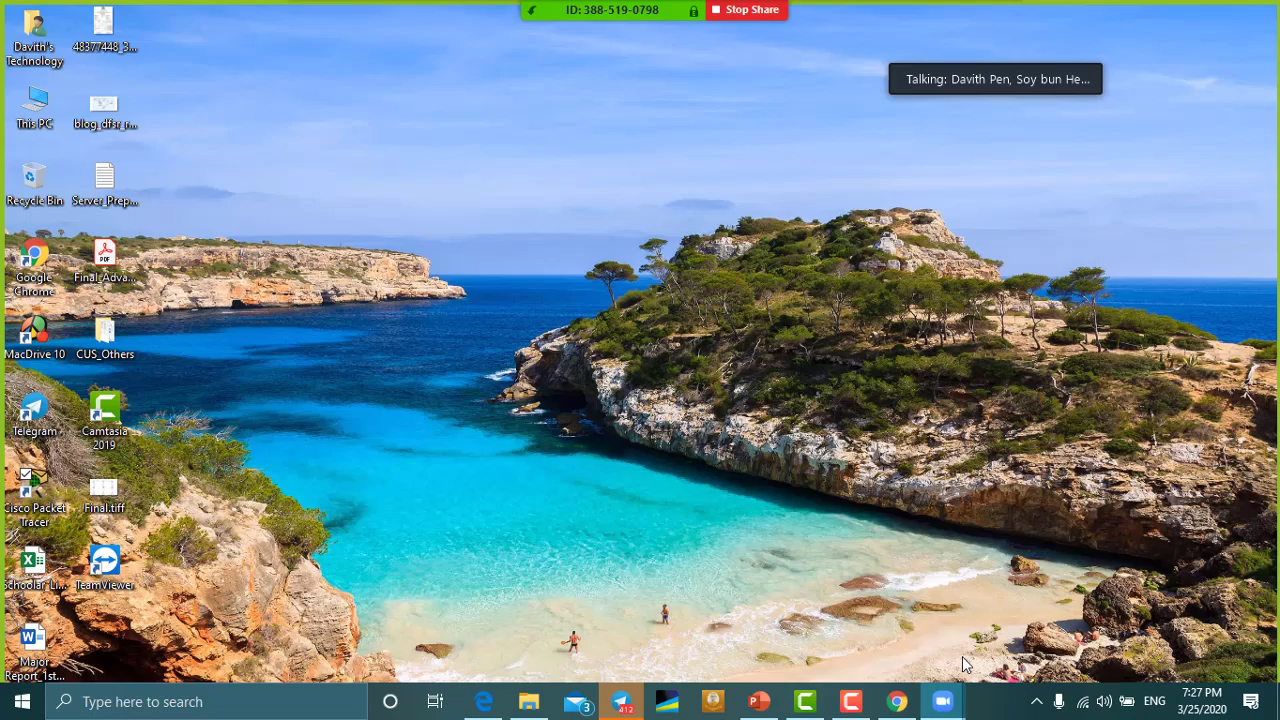 ID: 388-519-0798
Stop Share
Talking: Davith Pen, Soy bun He...
Davith's
Technology
48377448_3...
This PC
blog_dfsr_r...
Recycle Bin
Server_Prep...
Google
Chrome
PDF
Final_Adva...
MacDrive 10
CUS_Others
Telegram
Camtasia
2019
Cisco Packet
Tracer
Final.tiff
Schoolar Li...
TeamViewer
Major
Report_1st...
Type here to search
3
412
ENG
7:27 PM
3/25/2020